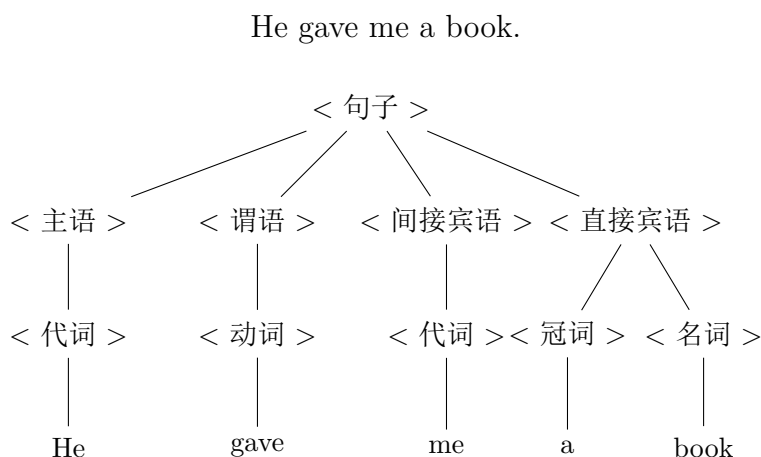 He gave me a book.
< 句子 >
< 主语 > < 谓语 > < 间接宾语 > < 直接宾语 >
< 代词 > < 动词 > < 代词 > < 冠词 > < 名词 >
He gave me a book